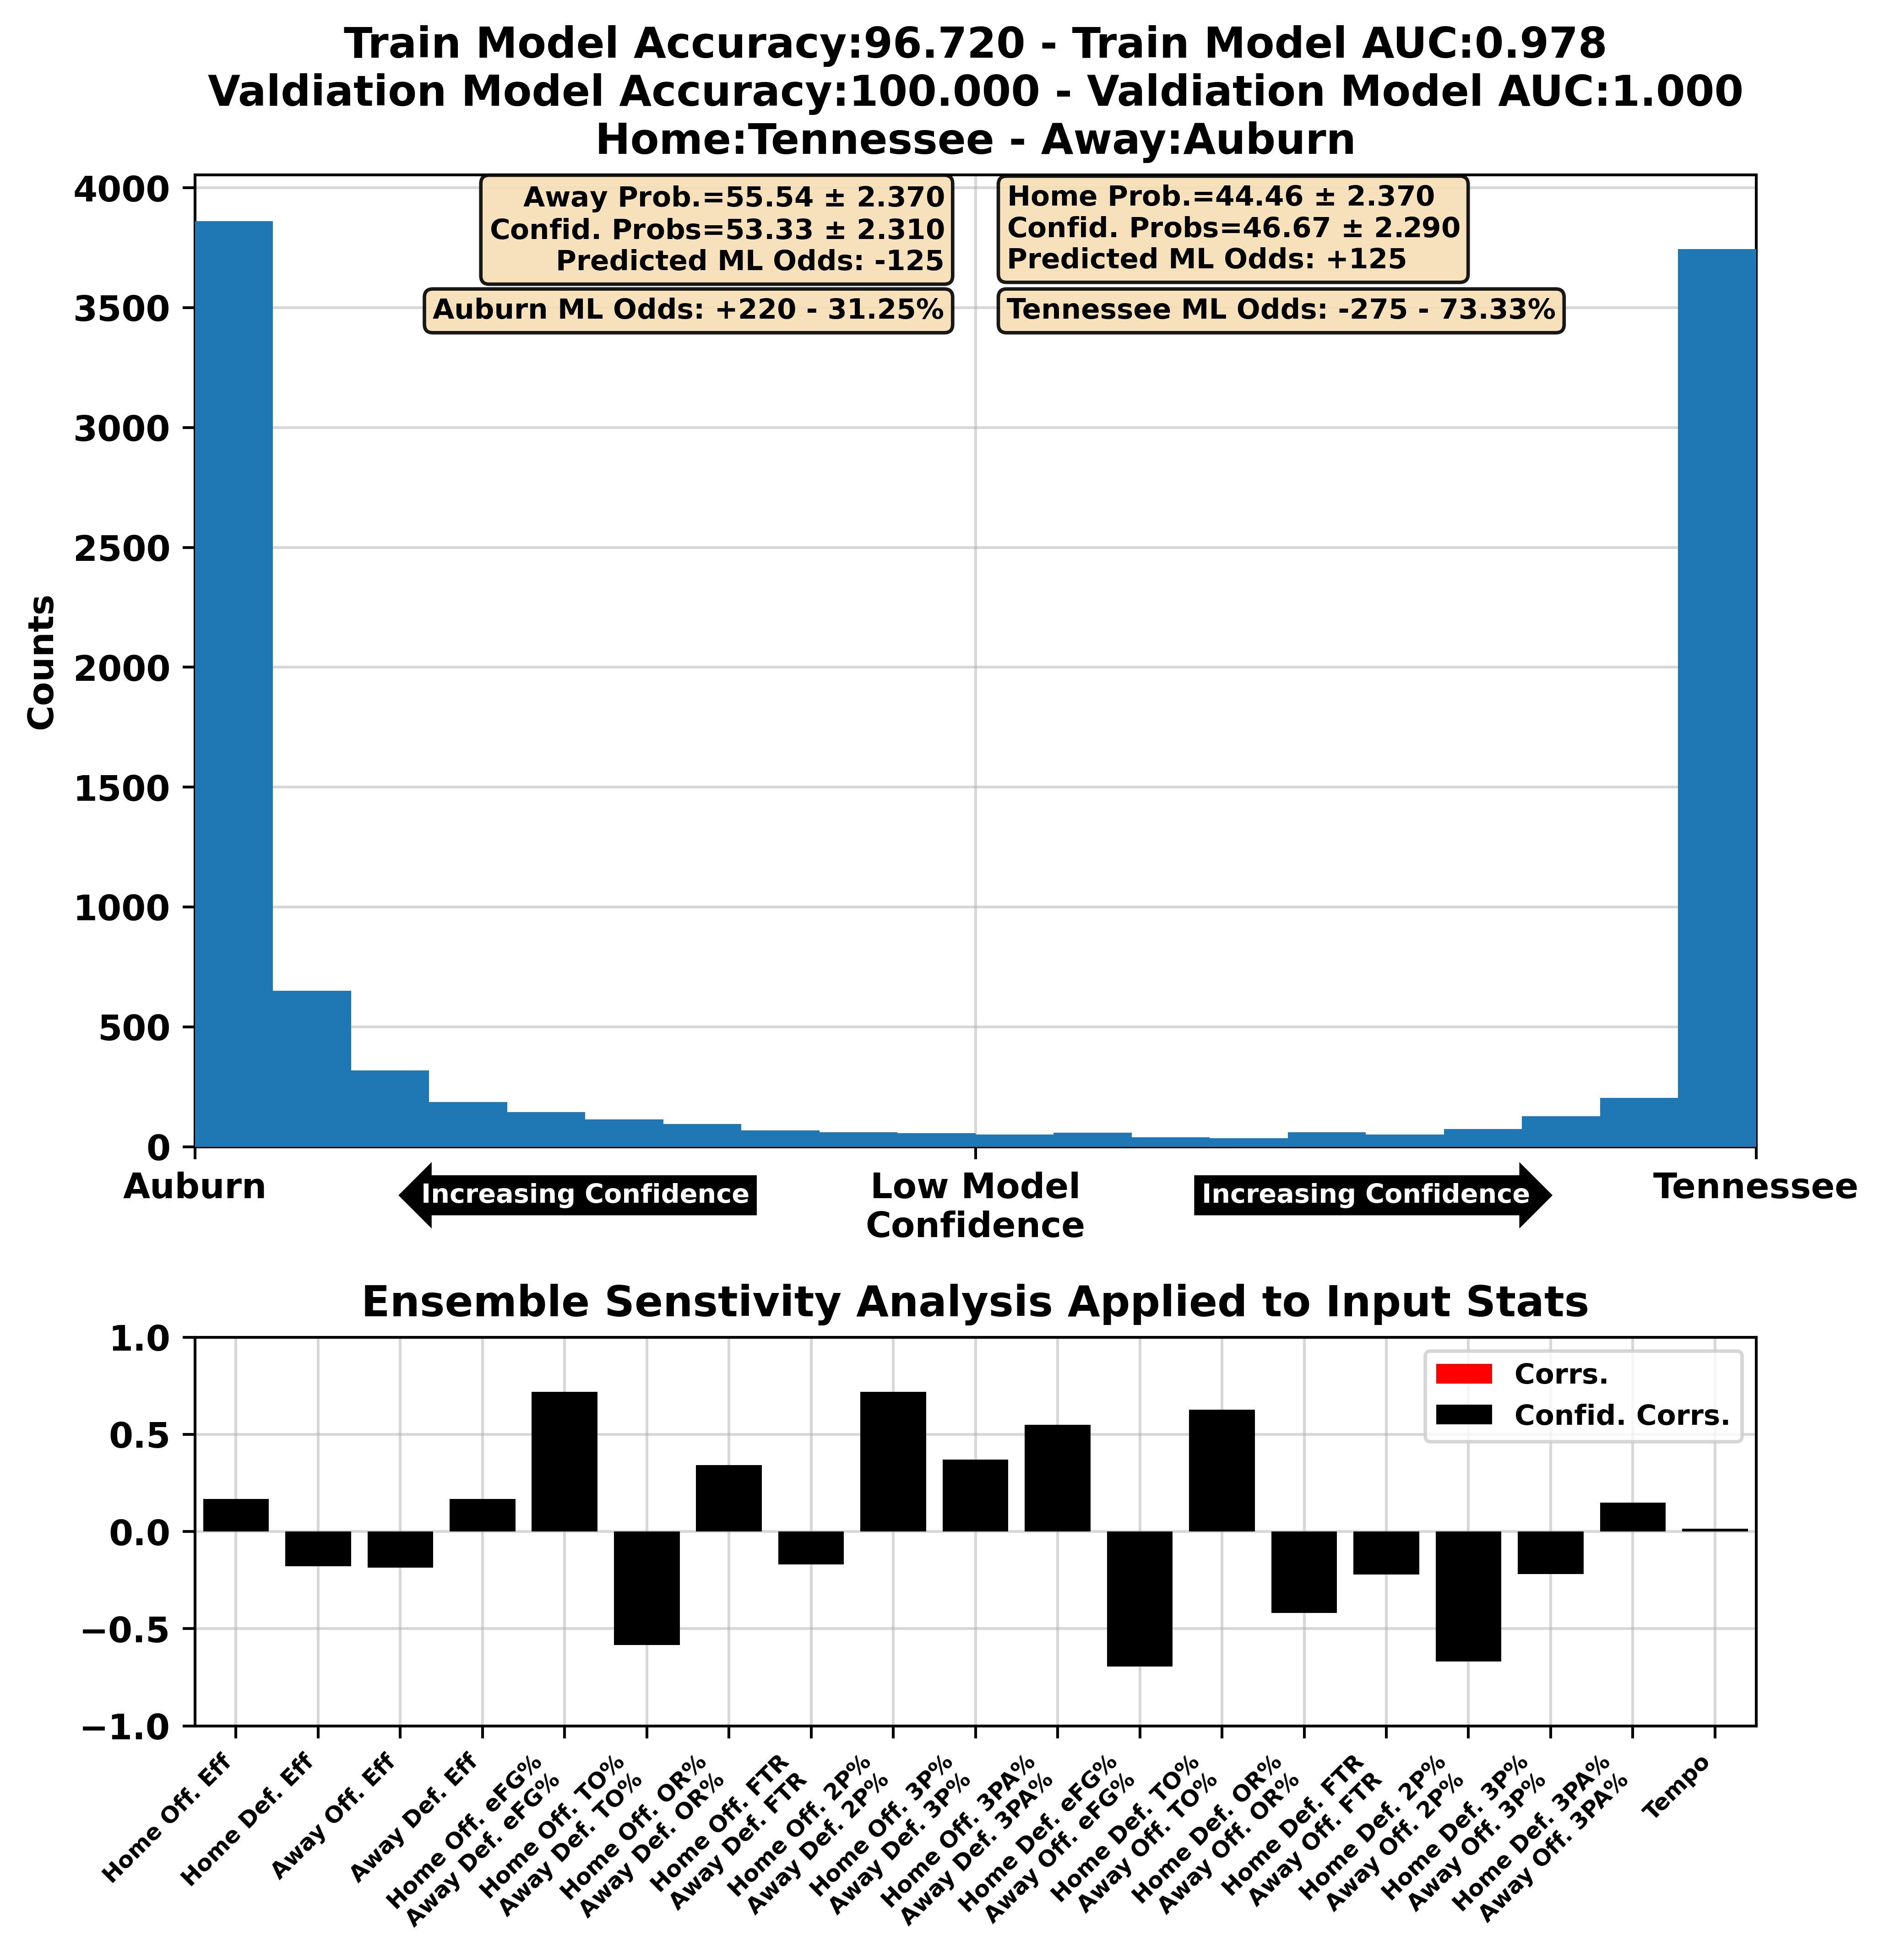 Train Model Accuracy:96.720 - Train Model AUC:0.978
Valdiation Model Accuracy:100.000 - Valdiation Model AUC:1.000
Home:Tennessee - Away:Auburn
Away Prob.=55.54 ± 2.370
Confid. Probs=53.33 ± 2.310
Predicted ML Odds: -125
Auburn ML Odds: +220 - 31.25%
Home Prob.=44.46 ± 2.370
Confid. Probs=46.67 ± 2.290
Predicted ML Odds: +125
Tennessee ML Odds: -275 - 73.33%
Counts
4000
3500
3000
2500
2000
1500
1000
500
0
Auburn
Increasing Confidence
Low Model
Confidence
Increasing Confidence
Tennessee
Ensemble Senstivity Analysis Applied to Input Stats
1.0
0.5
0.0
−0.5
−1.0
Corrs.
Confid. Corrs.
Home Off. Eff
Home Def. Eff
Away Off. Eff
Away Def. Eff
Home Off. eFG%
Away Def. eFG%
Home Off. TO%
Away Def. TO%
Home Off. OR%
Away Def. OR%
Home Off. FTR
Away Def. FTR
Home Off. 2P%
Away Def. 2P%
Home Off. 3P%
Away Def. 3P%
Home Off. 3PA%
Away Def. 3PA%
Home Def. eFG%
Away Off. eFG%
Home Def. TO%
Away Off. TO%
Home Def. OR%
Away Off. OR%
Home Def. FTR
Away Off. FTR
Home Def. 2P%
Away Off. 2P%
Home Def. 3P%
Away Off. 3P%
Home Def. 3PA%
Away Off. 3PA%
Tempo